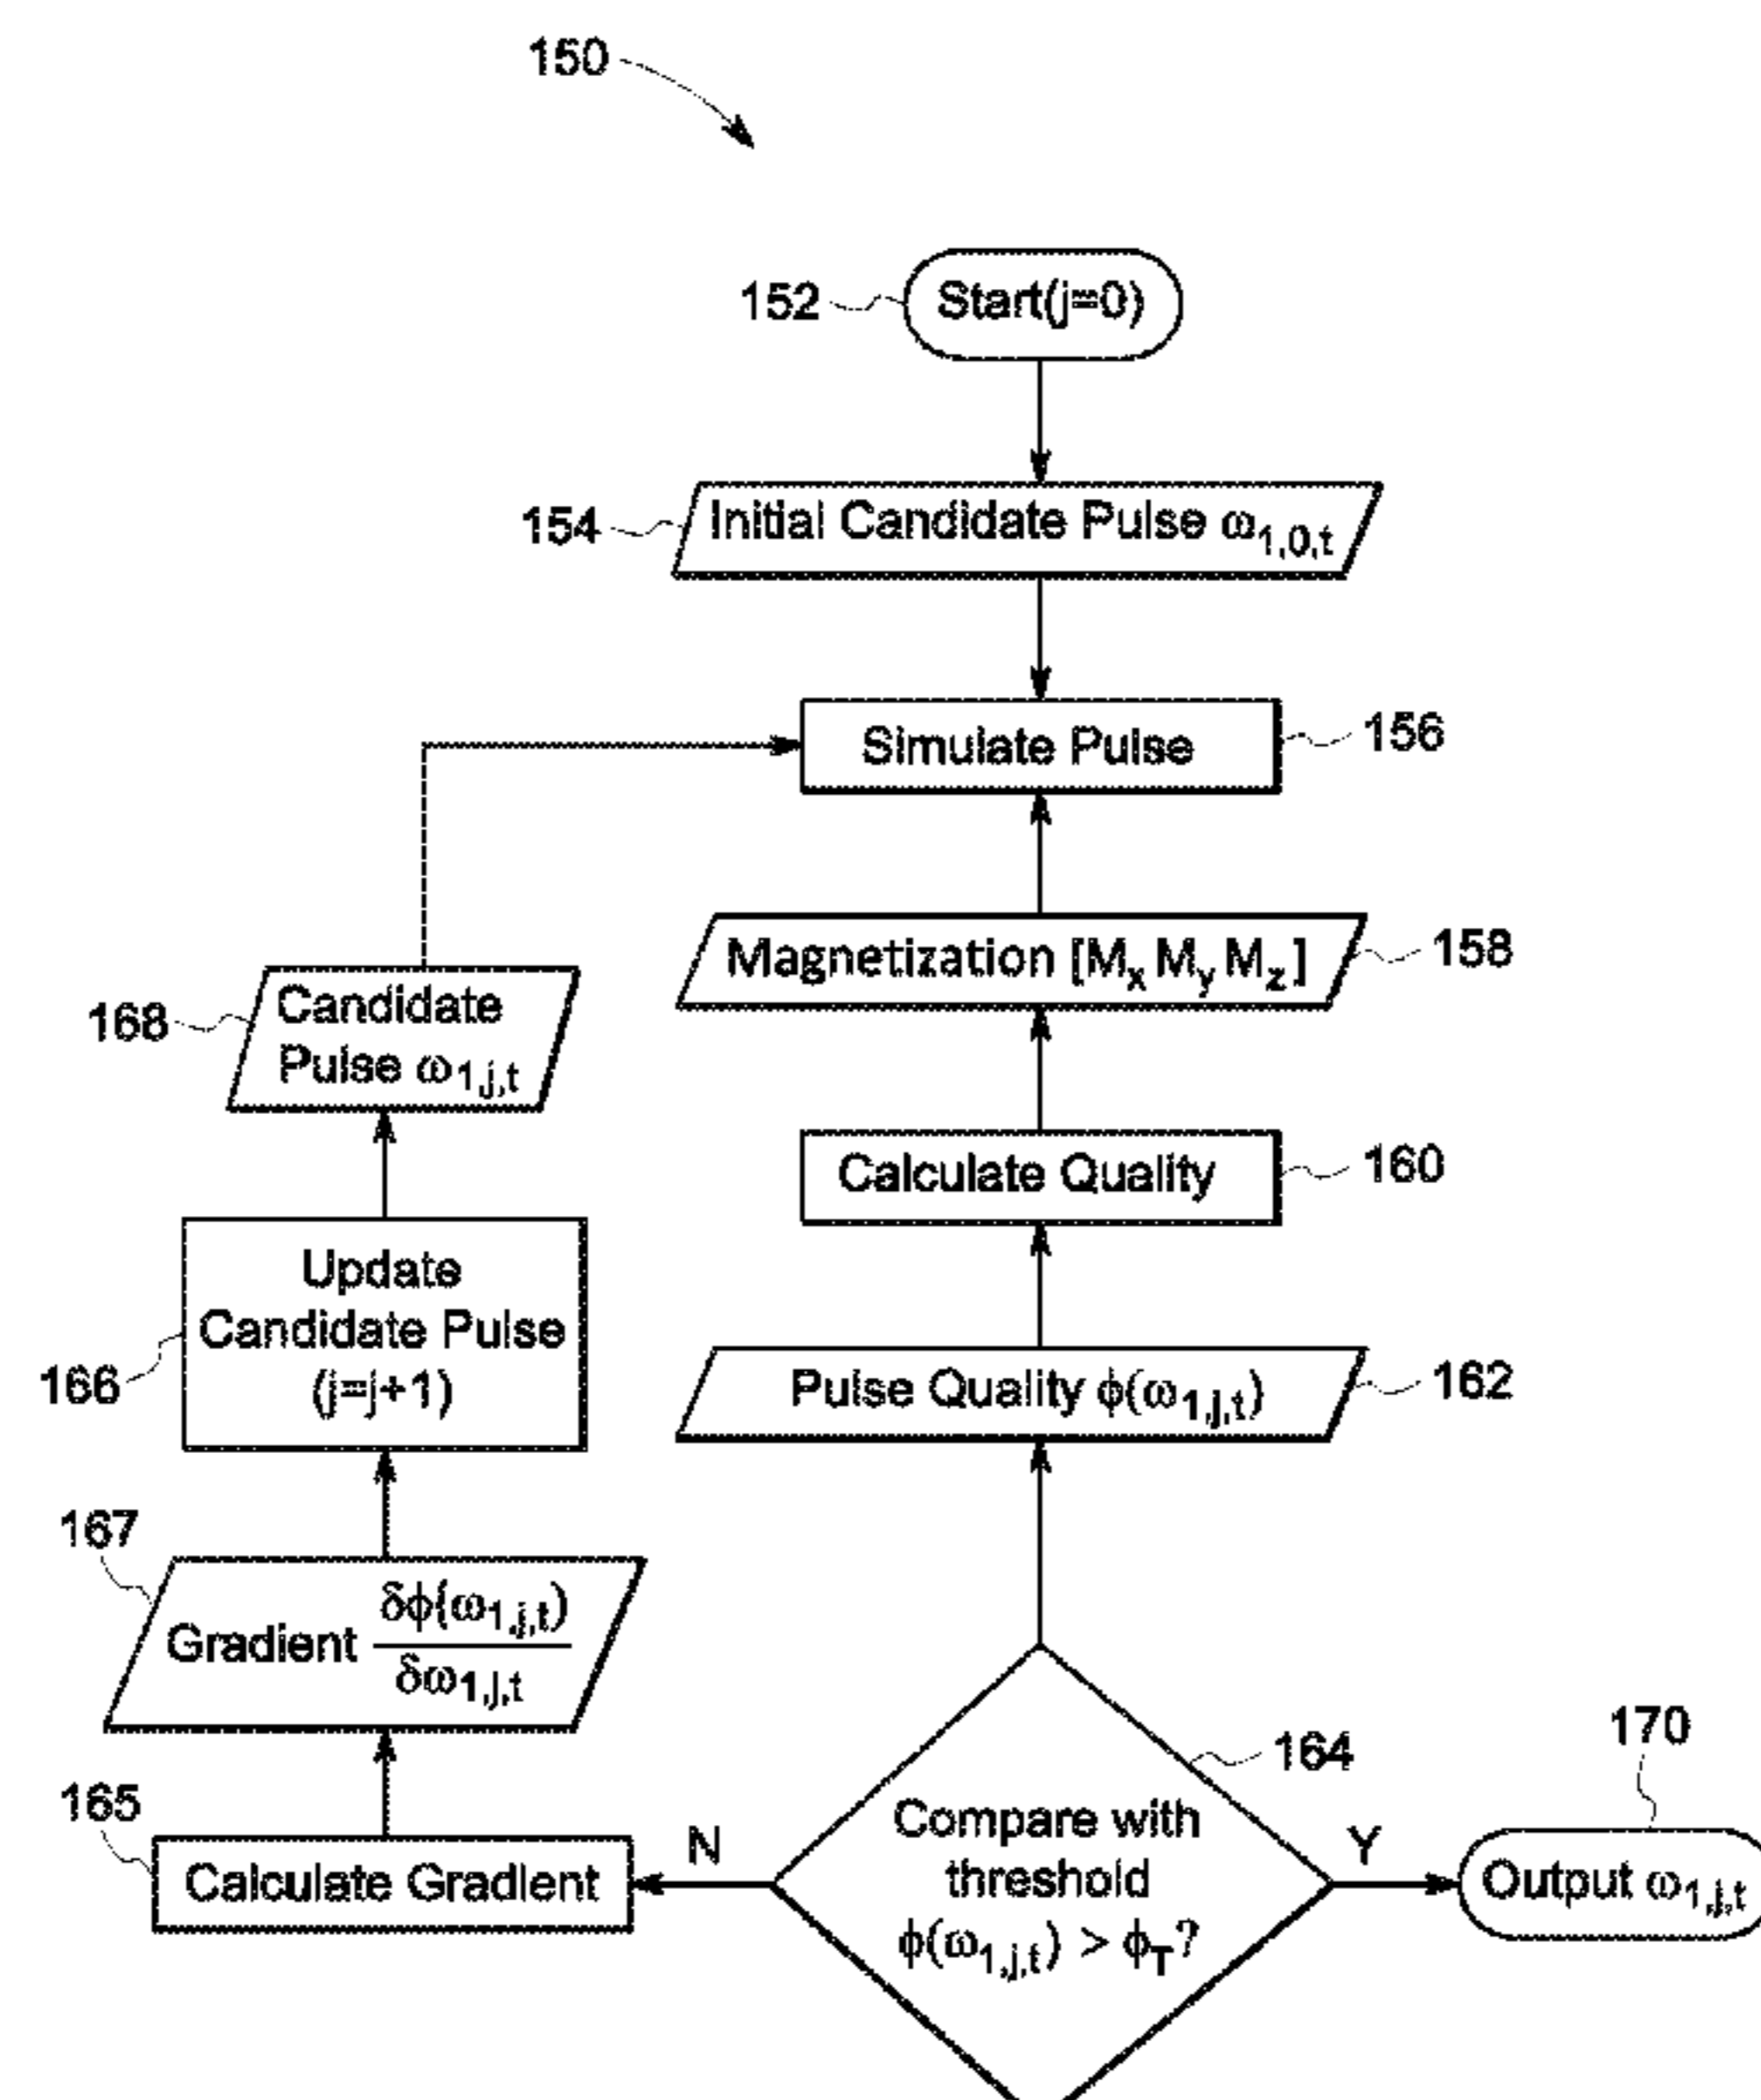 150
152
Start(j=0)
154
Initial Candidate Pulse ω1,0,t
Simulate Pulse
156
Magnetization [Mx My Mz]
158
168
Candidate
Pulse ω1,j,t
Calculate Quality
160
166
Update
Candidate Pulse
(j=j+1)
Pulse Quality ϕ(ω1,j,t)
162
167
Gradient δϕ(ω1,j,t)
δω1,j,t
165
Calculate Gradient
N
164
Compare with
threshold
ϕ(ω1,j,t) > ϕT?
Y
170
Output ω1,j,t